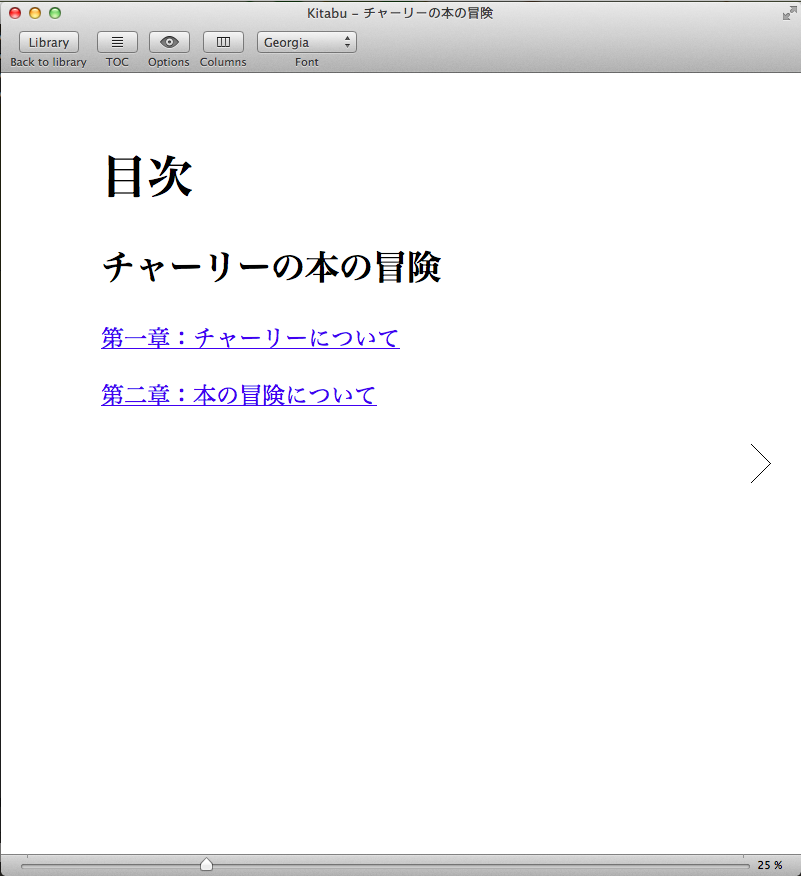 Kitabu – チャーリーの本の冒険
Library
Georgia
Back to library TOC Options Columns Font
目次
チャーリーの本の冒険
第一章：チャーリーについて
第二章：本の冒険について
25 %